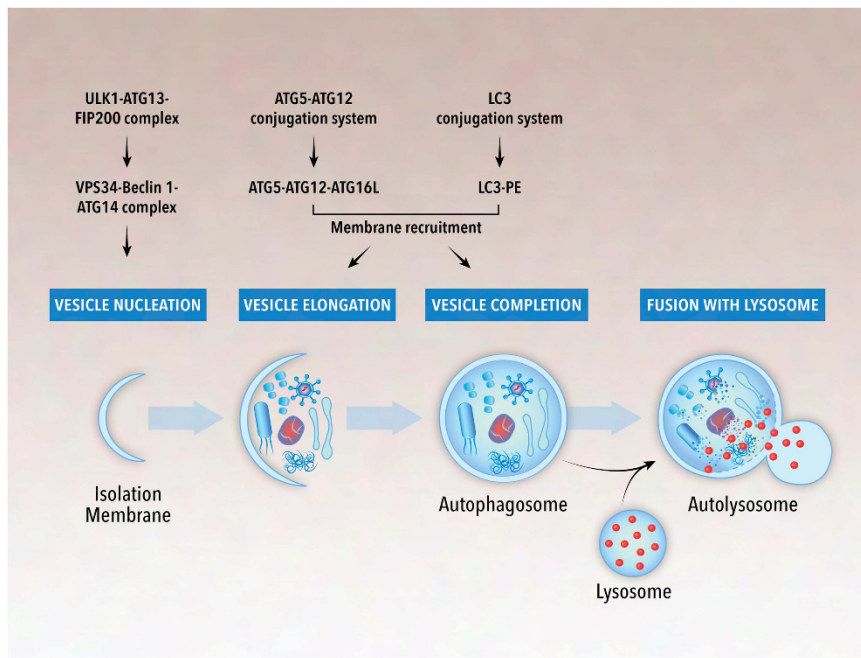 ULK1-ATG13-
FIP200 complex
ATG5-ATG12
conjugation system
LC3
conjugation system
VPS34-Beclin 1-
ATG14 complex
ATG5-ATG12-ATG16L
LC3-PE
Membrane recruitment
VESICLE NUCLEATION
VESICLE ELONGATION
VESICLE COMPLETION
FUSION WITH LYSOSOME
Isolation
Membrane
Autophagosome
Autolysosome
Lysosome